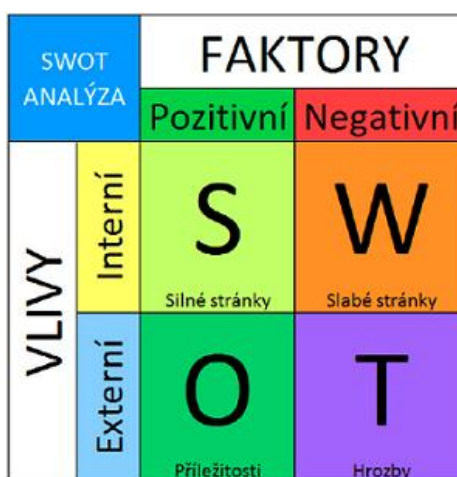 SWOT
ANALÝZA
FAKTORY
Pozitivní
Negativní
VLIVY
Interní
S
Silné stránky
W
Slabé stránky
Externí
O
Příležitosti
T
Hrozby